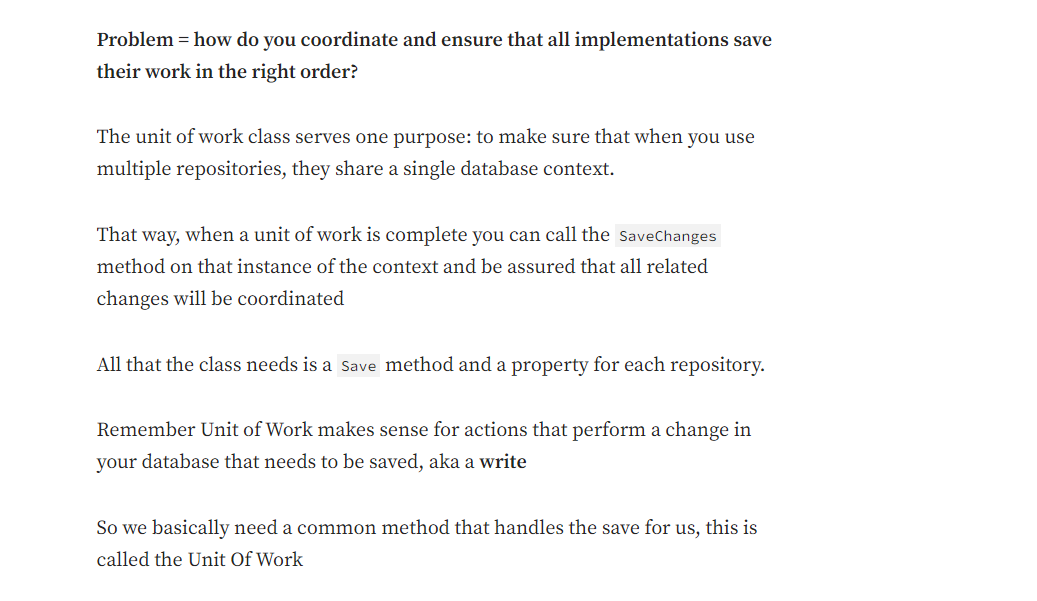 Problem = how do you coordinate and ensure that all implementations save
their work in the right order?
The unit of work class serves one purpose: to make sure that when you use
multiple repositories, they share a single database context.
That way, when a unit of work is complete you can call the SaveChanges
method on that instance of the context and be assured that all related
changes will be coordinated
All that the class needs is a Save method and a property for each repository.
Remember Unit of Work makes sense for actions that perform a change in
your database that needs to be saved, aka a write
So we basically need a common method that handles the save for us, this is
called the Unit Of Work